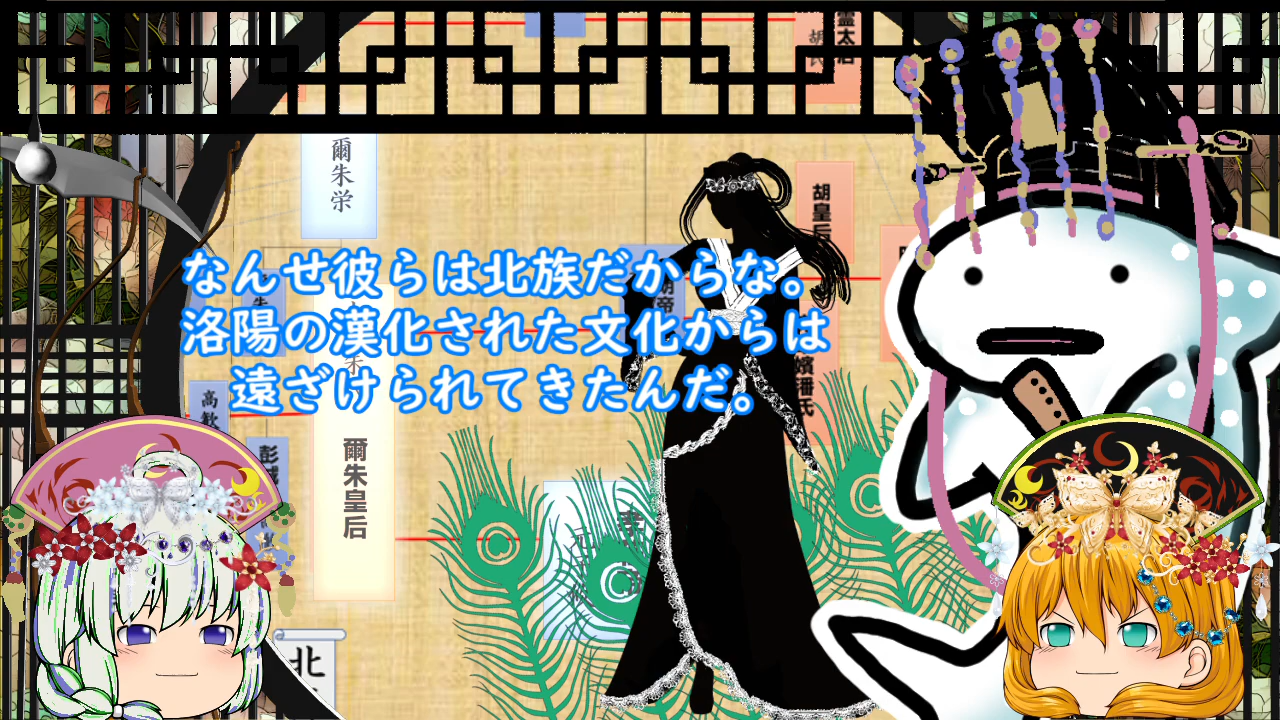 霊太后
胡氏
爾朱栄
胡皇后
なんせ彼らは北族だからな。
洛陽の漢化された文化からは
遠ざけられてきたんだ。
高歓
爾朱皇后
北